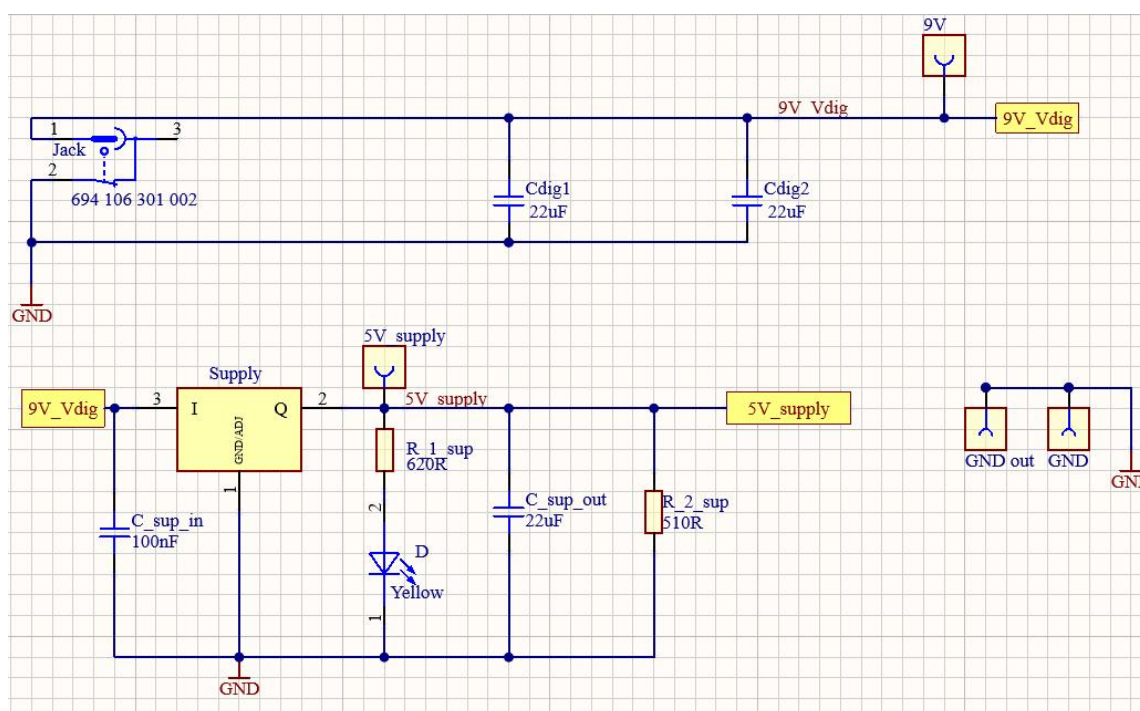 9V
9V_Vdig
9V_Vdig
1
3
Jack
2
694 106 301 002
Cdig1
22uF
Cdig2
22uF
GND
5V_supply
Supply
9V_Vdig
3
I
Q
2
5V_supply
5V_supply
GND/ADJ
R_1_sup
620R
GND out
GND
1
2
C_sup_out
22uF
R_2_sup
510R
C_sup_in
100nF
D
Yellow
1
GND